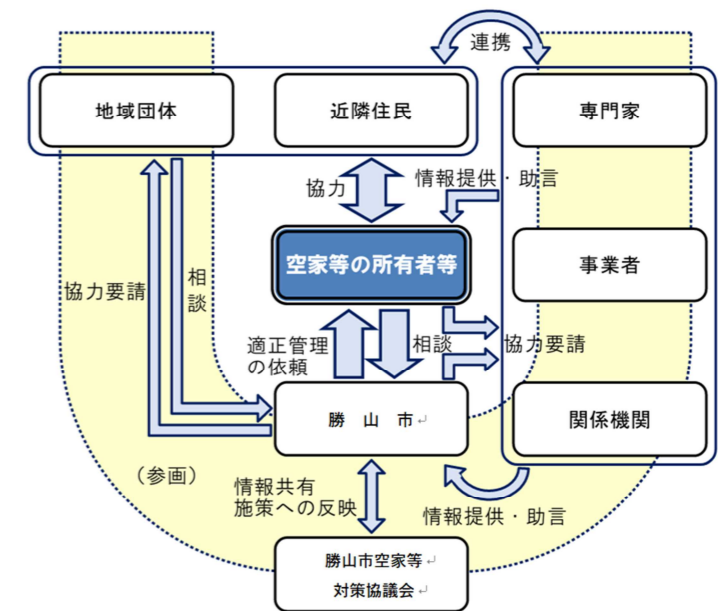 連携
地域団体
近隣住民
専門家
協力
情報提供・助言
空家等の所有者等
事業者
協力要請
相談
適正管理
の依頼
相談
協力要請
勝　山　市
関係機関
（参画）
情報共有
施策への反映
情報提供・助言
勝山市空家等
対策協議会